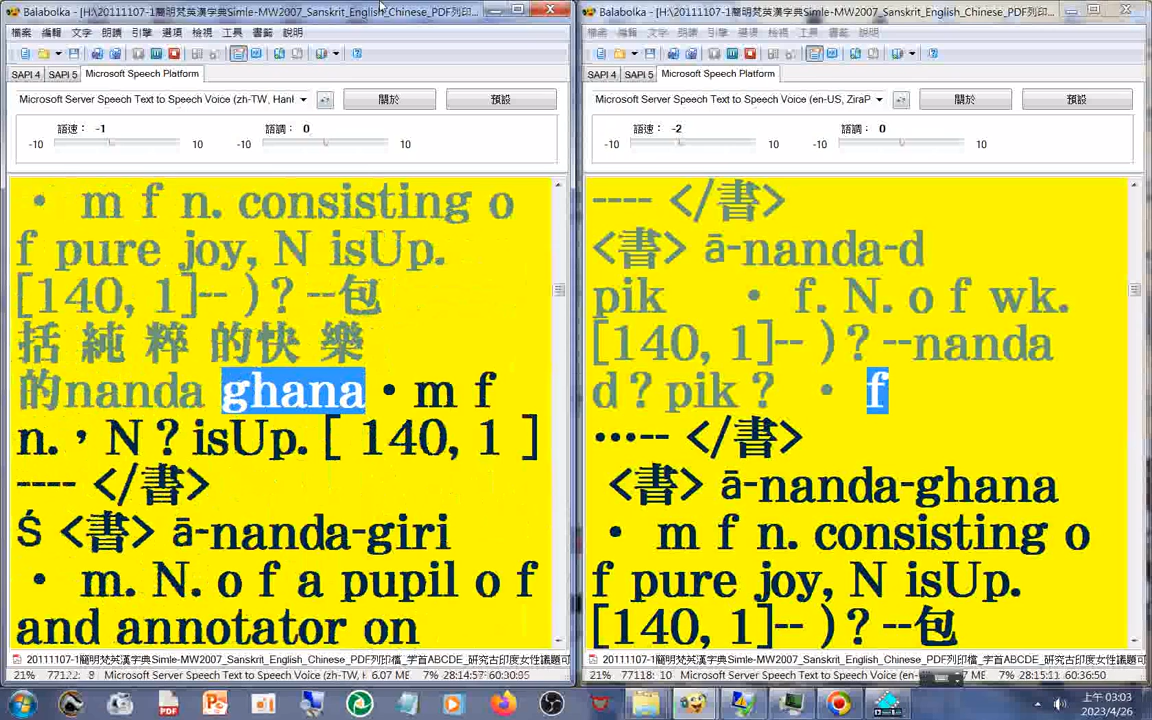 Balabolka - [H:\20111107-1簡明梵英漢字典Simle-MW2007_Sanskrit_English_Chinese_PDF列印...
檔案 編輯 文字 朗讀 引擎 選項 檢視 工具 書籤 說明
SAPI 4 SAPI 5 Microsoft Speech Platform
Microsoft Server Speech Text to Speech Voice (zh-TW, HanH
關於 預設
語速： -1 語調： 0
-10 10 -10 10
• m f n. consisting o
f pure joy, N isUp.
[140, 1]-- )？--包
括 純 粹 的快 樂
的nanda ghana • m f
n.，N？isUp. [ 140, 1 ]
---- </書>
Ś <書> ā-nanda-giri
• m. N. o f a pupil o f
and annotator on
20111107-1簡明梵英漢字典Simle-MW2007_Sanskrit_English_Chinese_PDF列印檔_字首ABCDE_研究古印度女性議題可
21% Microsoft Server Speech Text to Speech Voice (zh-TW, H 6.07 MB 7%
Balabolka - [H:\20111107-1簡明梵英漢字典Simle-MW2007_Sanskrit_English_Chinese_PDF列印...
檔案 編輯 文字 朗讀 引擎 選項 檢視 工具 書籤 說明
SAPI 4 SAPI 5 Microsoft Speech Platform
Microsoft Server Speech Text to Speech Voice (en-US, ZiraP
關於 預設
語速： -2 語調： 0
-10 10 -10 10
---- </書>
<書> ā-nanda-d
pik • f. N. o f wk.
[140, 1]-- )？--nanda
d？pik？ • f
•••-- </書>
<書> ā-nanda-ghana
• m f n. consisting o
f pure joy, N isUp.
[140, 1]-- )？--包
20111107-1簡明梵英漢字典Simle-MW2007_Sanskrit_English_Chinese_PDF列印檔_字首ABCDE_研究古印度女性議題可
21% 77118: 10 Microsoft Server Speech Text to Speech Voice 6.07 MB 7% 28:15:11 60:36:50
上午 03:03
2023/4/26